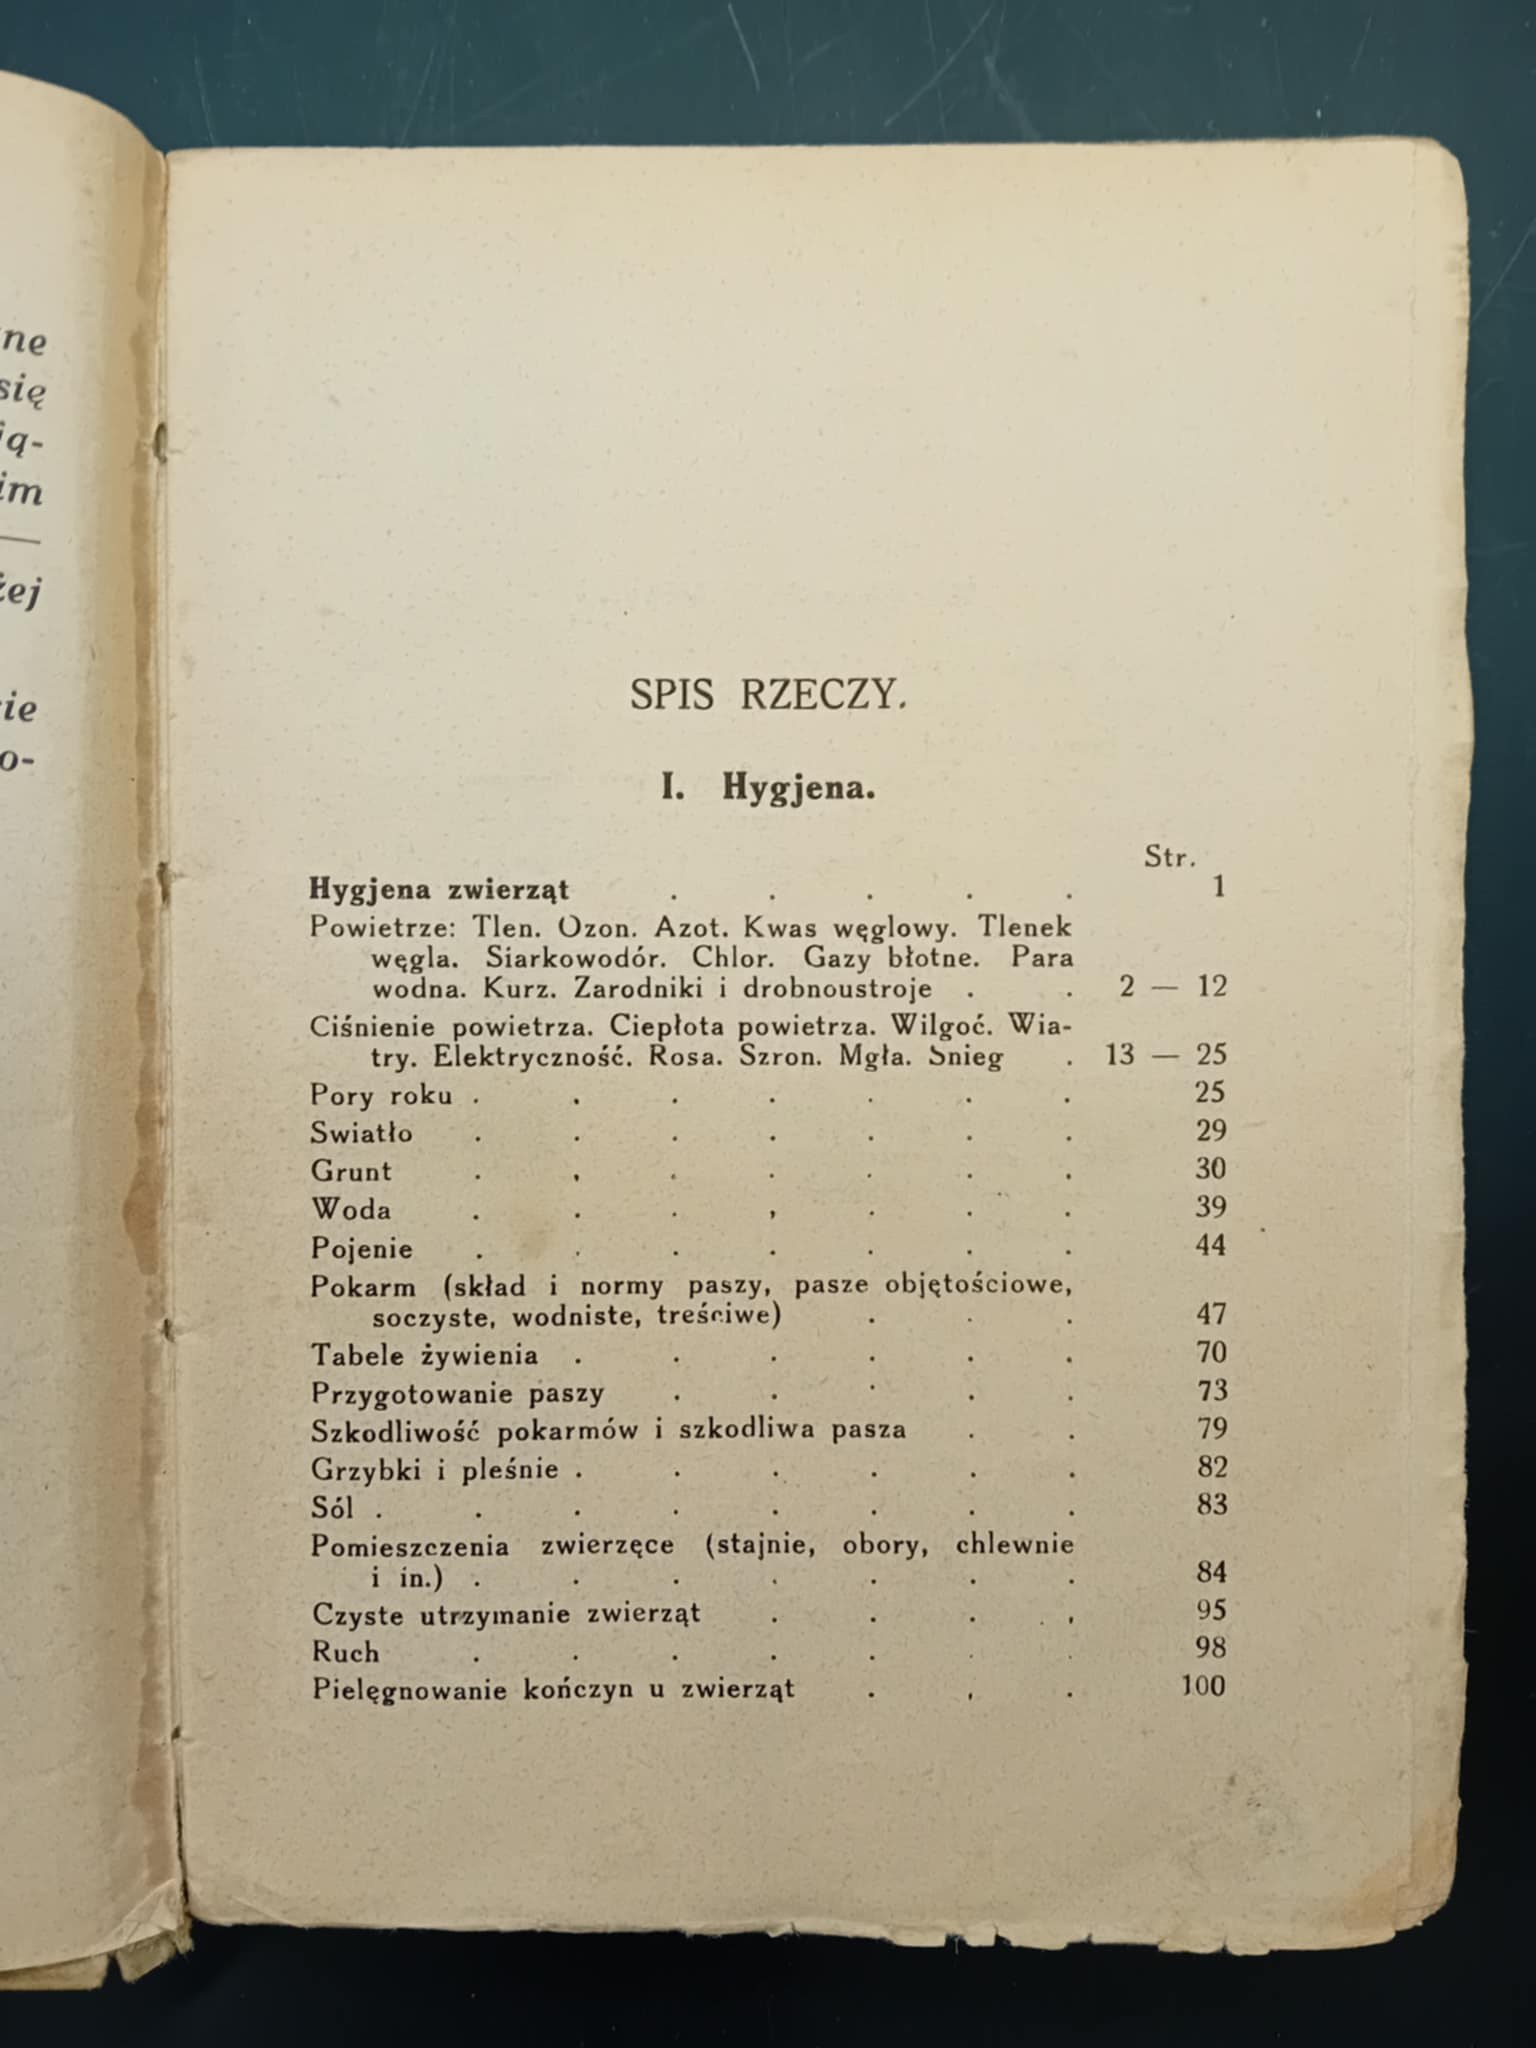 ne
się
ią-
im
żej
ie
o-
SPIS RZECZY.
I. Hygjena.
Str.
Hygjena zwierząt . . . . . 1
Powietrze: Tlen. Ozon. Azot. Kwas węglowy. Tlenek
węgla. Siarkowodór. Chlor. Gazy błotne. Para
wodna. Kurz. Zarodniki i drobnoustroje . . 2 — 12
Ciśnienie powietrza. Ciepłota powietrza. Wilgoć. Wia-
try. Elektryczność. Rosa. Szron. Mgła. Śnieg . 13 — 25
Pory roku . . . . . . . 25
Swiatło . . . . . . . 29
Grunt . . . . . . . 30
Woda . . . . . . . 39
Pojenie . . . . . . . 44
Pokarm (skład i normy paszy, pasze objętościowe,
soczyste, wodniste, treściwe) . . . 47
Tabele żywienia . . . . . . 70
Przygotowanie paszy . . . . . 73
Szkodliwość pokarmów i szkodliwa pasza . . 79
Grzybki i pleśnie . . . . . . 82
Sól . . . . . . . . 83
Pomieszczenia zwierzęce (stajnie, obory, chlewnie
i in.) . . . . . . . 84
Czyste utrzymanie zwierząt . . . . 95
Ruch . . . . . . . 98
Pielęgnowanie kończyn u zwierząt . . . 100